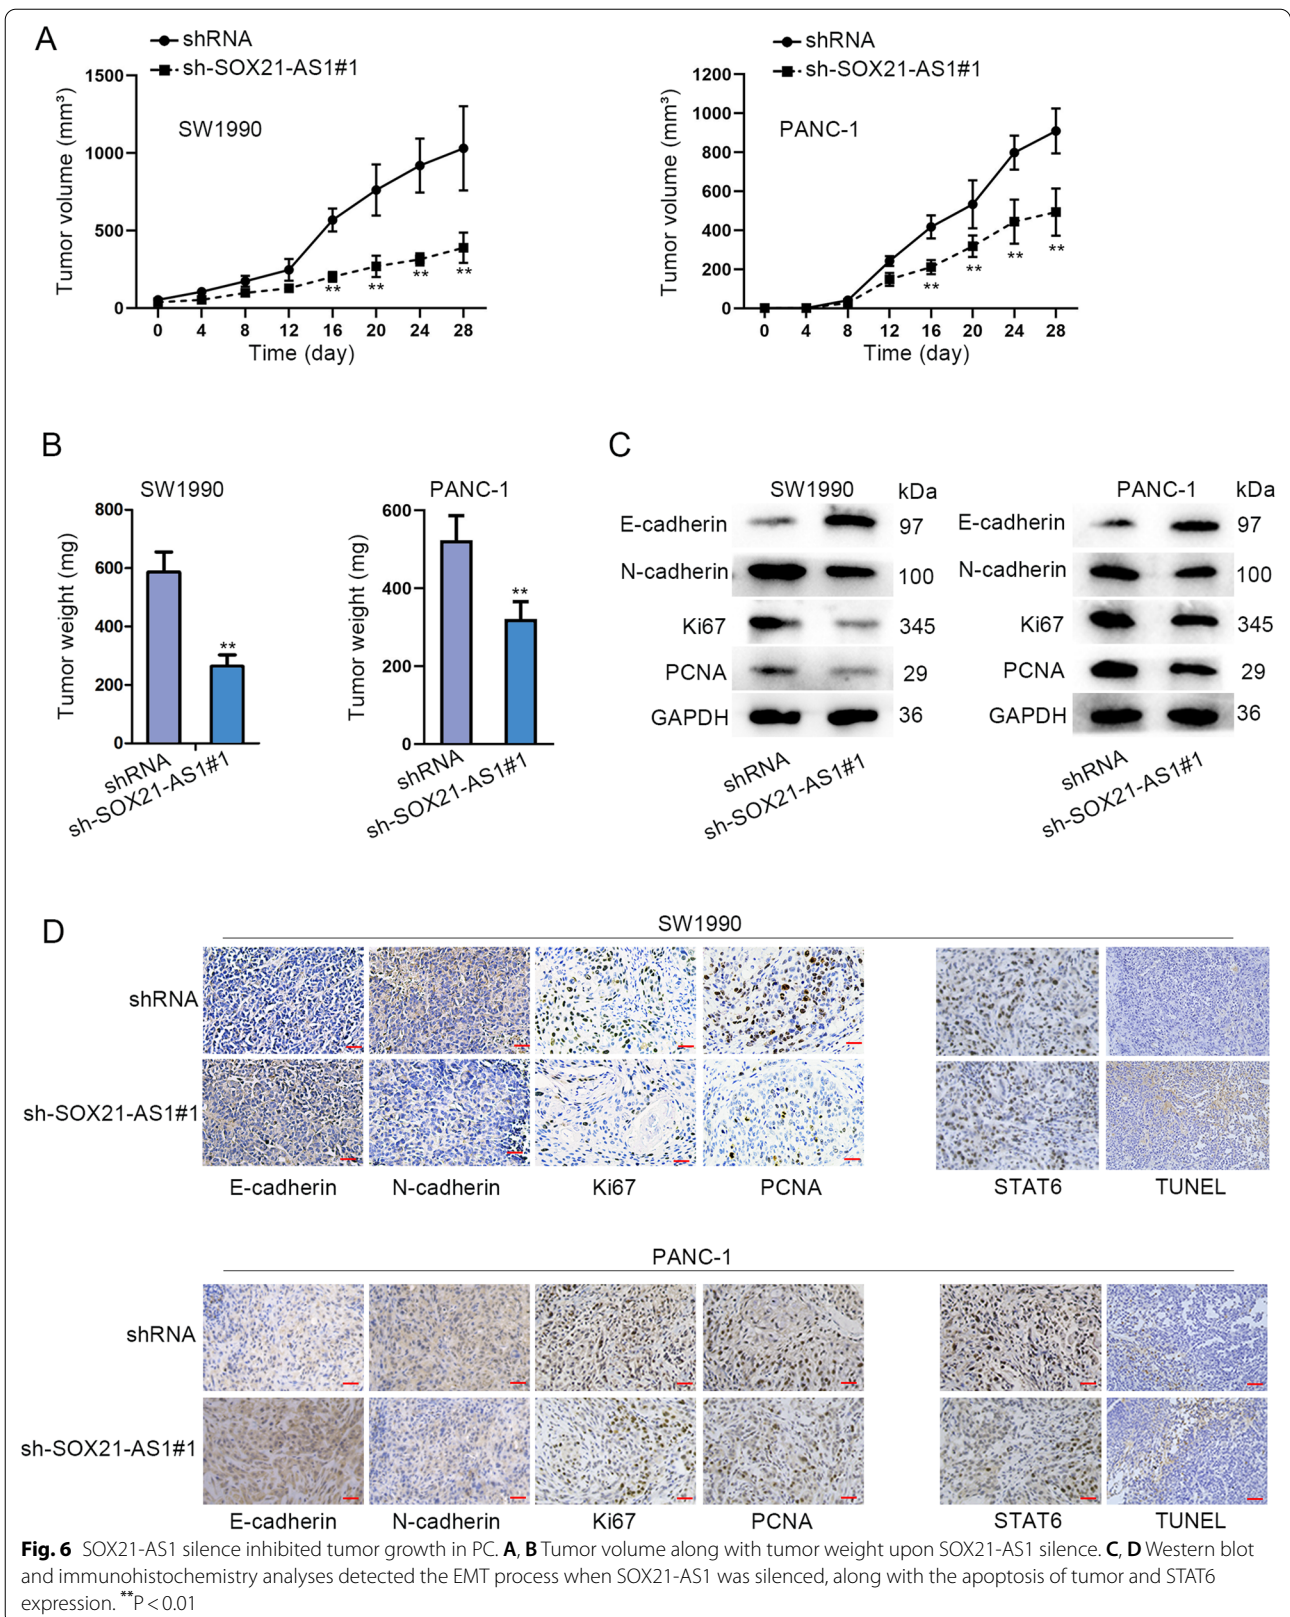 A
shRNA
sh-SOX21-AS1#1
SW1990
Tumor volume (mm³)
1500
1000
500
0
0 4 8 12 16 20 24 28
Time (day)
** ** ** **
shRNA
sh-SOX21-AS1#1
PANC-1
Tumor volume (mm³)
1200
1000
800
600
400
200
0
0 4 8 12 16 20 24 28
Time (day)
** ** ** **
B
SW1990
Tumor weight (mg)
800
600
400
200
0
**
shRNA
sh-SOX21-AS1#1
PANC-1
Tumor weight (mg)
600
400
200
0
**
shRNA
sh-SOX21-AS1#1
C
SW1990 kDa
E-cadherin 97
N-cadherin 100
Ki67 345
PCNA 29
GAPDH 36
shRNA
sh-SOX21-AS1#1
PANC-1 kDa
E-cadherin 97
N-cadherin 100
Ki67 345
PCNA 29
GAPDH 36
shRNA
sh-SOX21-AS1#1
D
SW1990
shRNA
sh-SOX21-AS1#1
E-cadherin N-cadherin Ki67 PCNA STAT6 TUNEL
PANC-1
shRNA
sh-SOX21-AS1#1
E-cadherin N-cadherin Ki67 PCNA STAT6 TUNEL
Fig. 6 SOX21-AS1 silence inhibited tumor growth in PC. A, B Tumor volume along with tumor weight upon SOX21-AS1 silence. C, D Western blot
and immunohistochemistry analyses detected the EMT process when SOX21-AS1 was silenced, along with the apoptosis of tumor and STAT6
expression. **P < 0.01